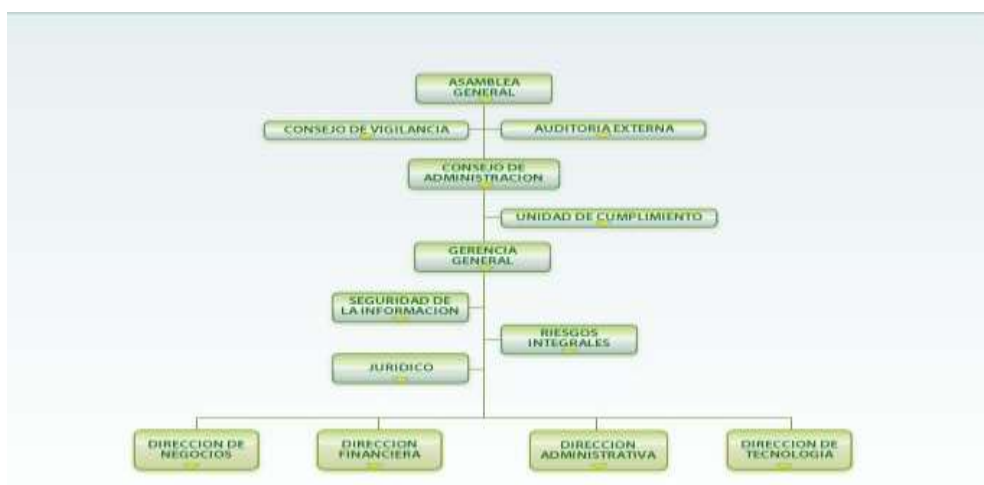 ASAMBLEA
GENERAL
CONSEJO DE VIGILANCIA
AUDITORIA EXTERNA
CONSEJO DE
ADMINISTRACION
UNIDAD DE CUMPLIMIENTO
GERENCIA
GENERAL
SEGURIDAD DE
LA INFORMACION
RIESGOS
INTEGRALES
JURIDICO
DIRECCION DE
NEGOCIOS
DIRECCION
FINANCIERA
DIRECCION
ADMINISTRATIVA
DIRECCION DE
TECNOLOGIA